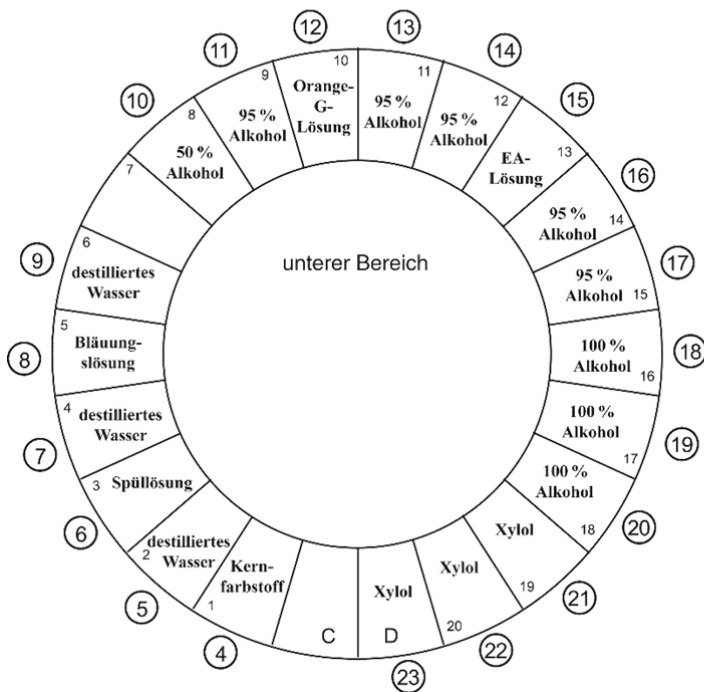 12
13
11
14
10
15
16
9
17
8
18
7
19
6
20
5
21
4
22
23
unterer Bereich
1
Kern-
farbstoff
2
destilliertes
Wasser
3
Spüllösung
4
destilliertes
Wasser
5
Bläuung-
slösung
6
destilliertes
Wasser
7
8
50 %
Alkohol
9
95 %
Alkohol
10
Orange-
G-
Lösung
11
95 %
Alkohol
12
95 %
Alkohol
13
EA-
Lösung
14
95 %
Alkohol
15
95 %
Alkohol
16
100 %
Alkohol
17
100 %
Alkohol
18
100 %
Alkohol
19
Xylol
20
Xylol
Xylol
D
C